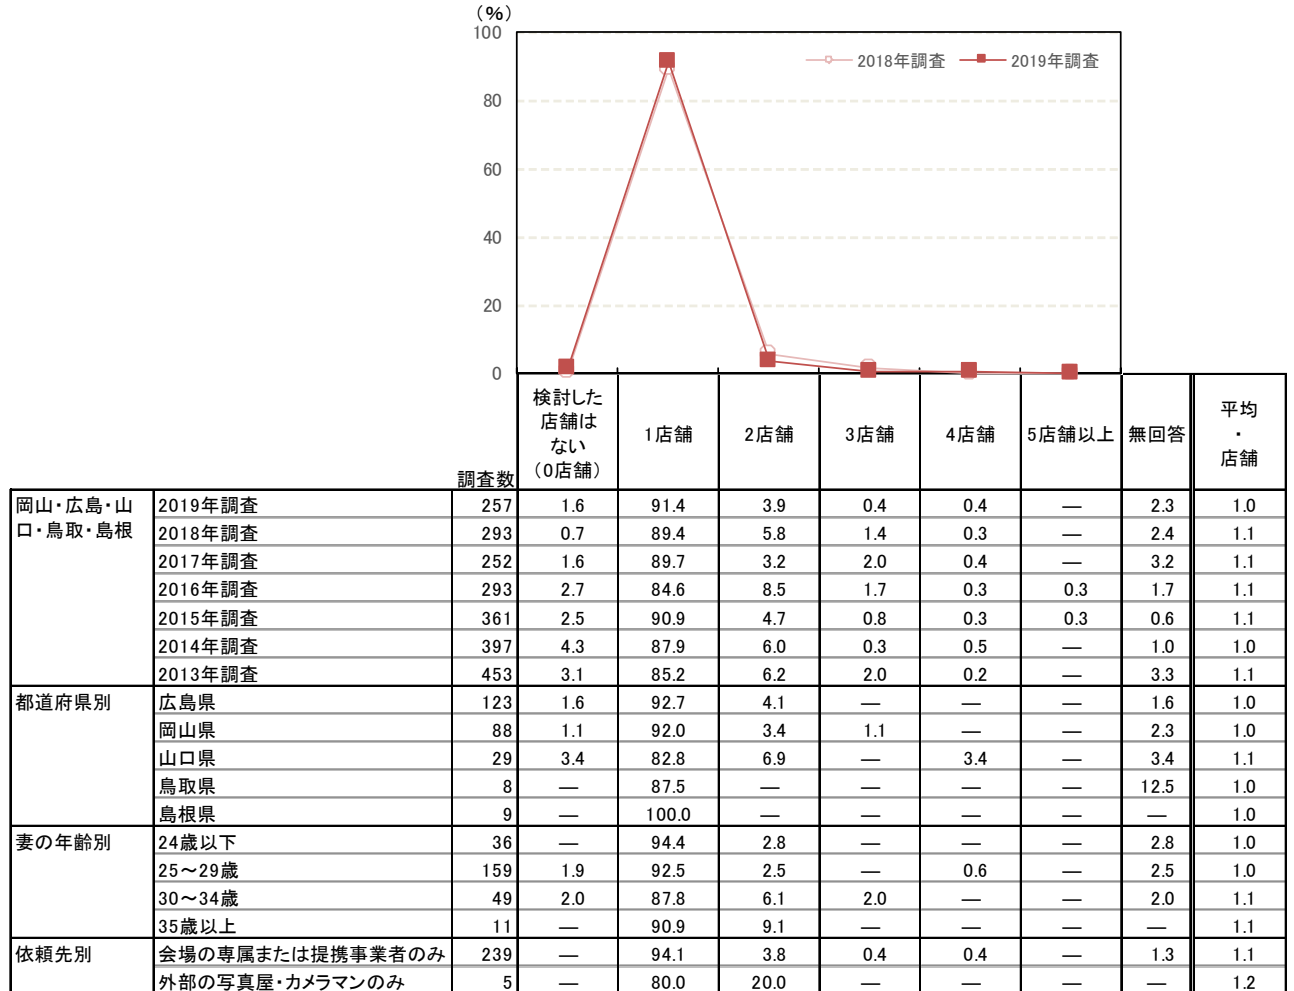 （%）
100
80
60
40
20
0
2018年調査 2019年調査
調査数 検討した店舗はない（0店舗） 1店舗 2店舗 3店舗 4店舗 5店舗以上 無回答 平均・店舗
岡山・広島・山口・鳥取・島根 2019年調査 257 1.6 91.4 3.9 0.4 0.4 — 2.3 1.0
2018年調査 293 0.7 89.4 5.8 1.4 0.3 — 2.4 1.1
2017年調査 252 1.6 89.7 3.2 2.0 0.4 — 3.2 1.1
2016年調査 293 2.7 84.6 8.5 1.7 0.3 0.3 1.7 1.1
2015年調査 361 2.5 90.9 4.7 0.8 0.3 0.3 0.6 1.1
2014年調査 397 4.3 87.9 6.0 0.3 0.5 — 1.0 1.0
2013年調査 453 3.1 85.2 6.2 2.0 0.2 — 3.3 1.1
都道府県別 広島県 123 1.6 92.7 4.1 — — — 1.6 1.0
岡山県 88 1.1 92.0 3.4 1.1 — — 2.3 1.0
山口県 29 3.4 82.8 6.9 — 3.4 — 3.4 1.1
鳥取県 8 — 87.5 — — — — 12.5 1.0
島根県 9 — 100.0 — — — — — 1.0
妻の年齢別 24歳以下 36 — 94.4 2.8 — — — 2.8 1.0
25～29歳 159 1.9 92.5 2.5 — 0.6 — 2.5 1.0
30～34歳 49 2.0 87.8 6.1 2.0 — — 2.0 1.1
35歳以上 11 — 90.9 9.1 — — — — 1.1
依頼先別 会場の専属または提携事業者のみ 239 — 94.1 3.8 0.4 0.4 — 1.3 1.1
外部の写真屋・カメラマンのみ 5 — 80.0 20.0 — — — — 1.2